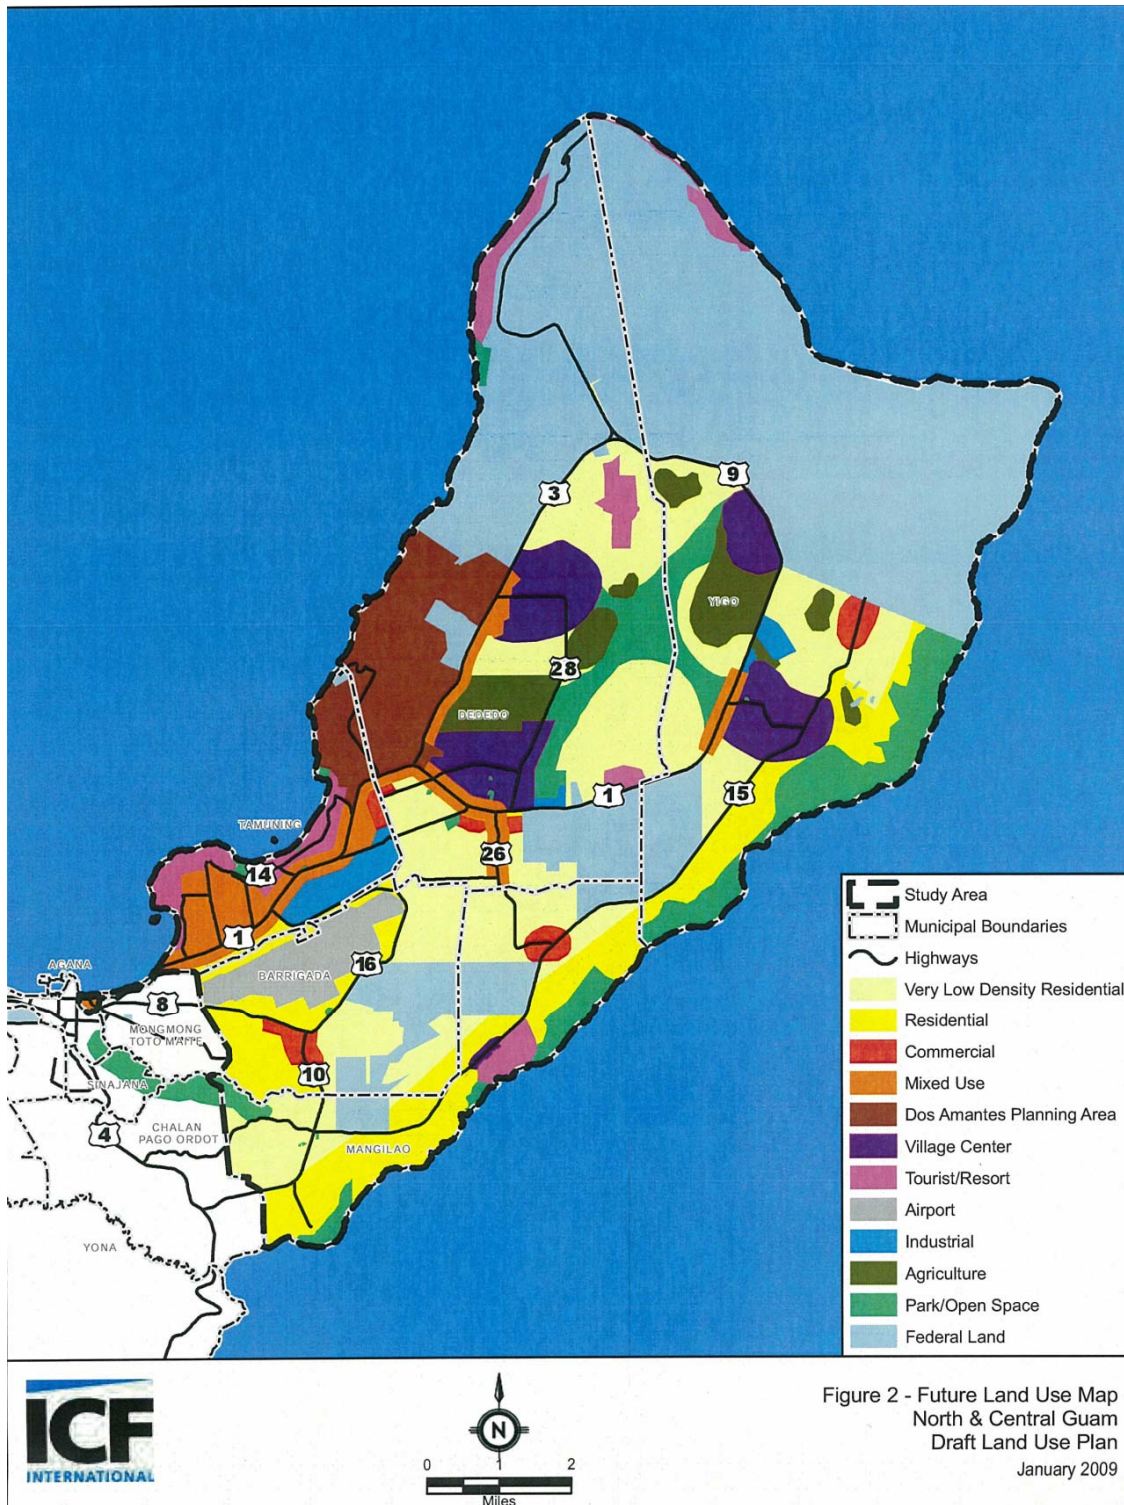 3
9
YIGO
28
DEDEDO
1
15
TAMUNING
26
14
1
AGANA
BARRIGADA
16
8
MONGMONG
TOTO MAITE
10
SINAJANA
CHALAN
PAGO ORDOT
4
MANGILAO
YONA
Study Area
Municipal Boundaries
Highways
Very Low Density Residential
Residential
Commercial
Mixed Use
Dos Amantes Planning Area
Village Center
Tourist/Resort
Airport
Industrial
Agriculture
Park/Open Space
Federal Land
ICF
INTERNATIONAL
N
0 1 2
Miles
Figure 2 - Future Land Use Map
North & Central Guam
Draft Land Use Plan
January 2009